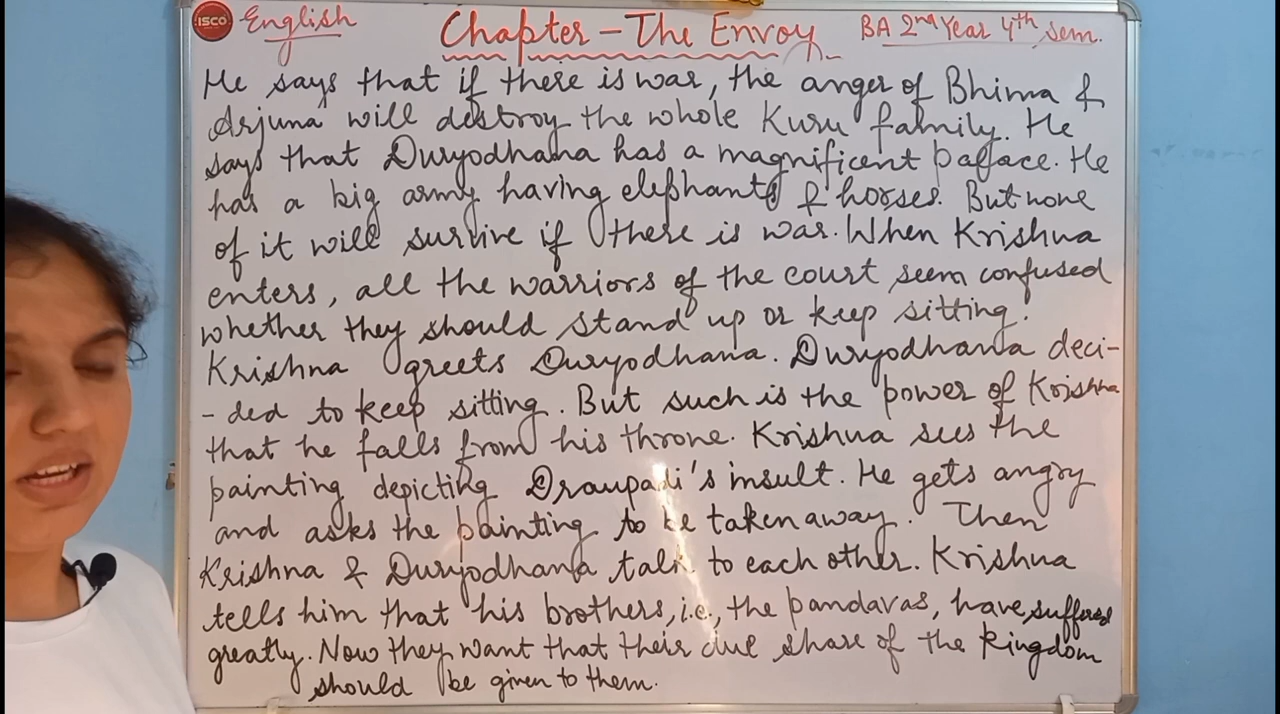 ISCO English Chapter - The Envoy BA 2nd Year 4th sem.
He says that if there is war, the anger of Bhima &
Arjuna will destroy the whole Kuru family. He
says that Duryodhana has a magnificent palace. He
has a big army having elephants & horses. But none
of it will survive if there is war. When Krishna
enters, all the warriors of the court seem confused
whether they should stand up or keep sitting.
Krishna greets Duryodhana. Duryodhana deci-
- ded to keep sitting. But such is the power of Krishna
that he falls from his throne. Krishna sees the
painting depicting Draupadi's insult. He gets angry
and asks the painting to be taken away. Then
Krishna & Duryodhana talk to each other. Krishna
tells him that his brothers, i.e., the pandavas, have suffered
greatly. Now they want that their due share of the kingdom
should be given to them.